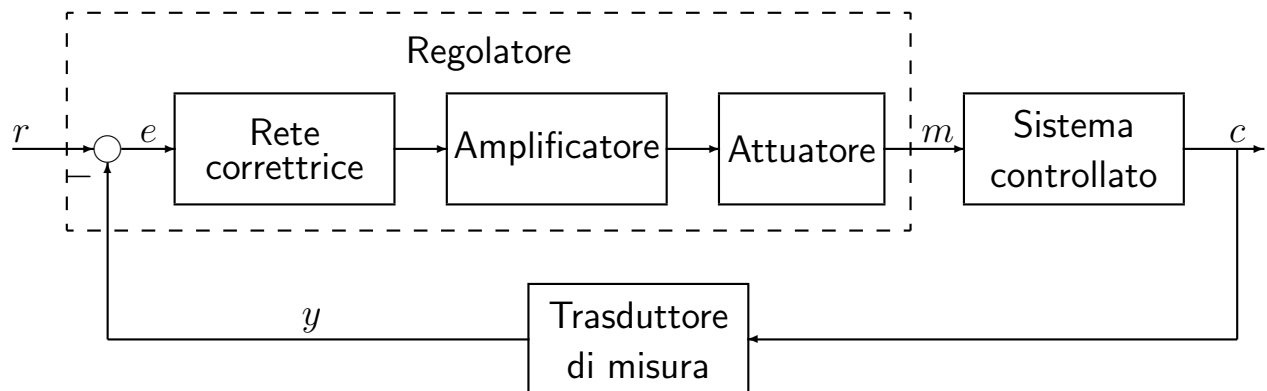 Regolatore
r
e
Rete
correttrice
Amplificatore
Attuatore
m
Sistema
controllato
c
−
y
Trasduttore
di misura